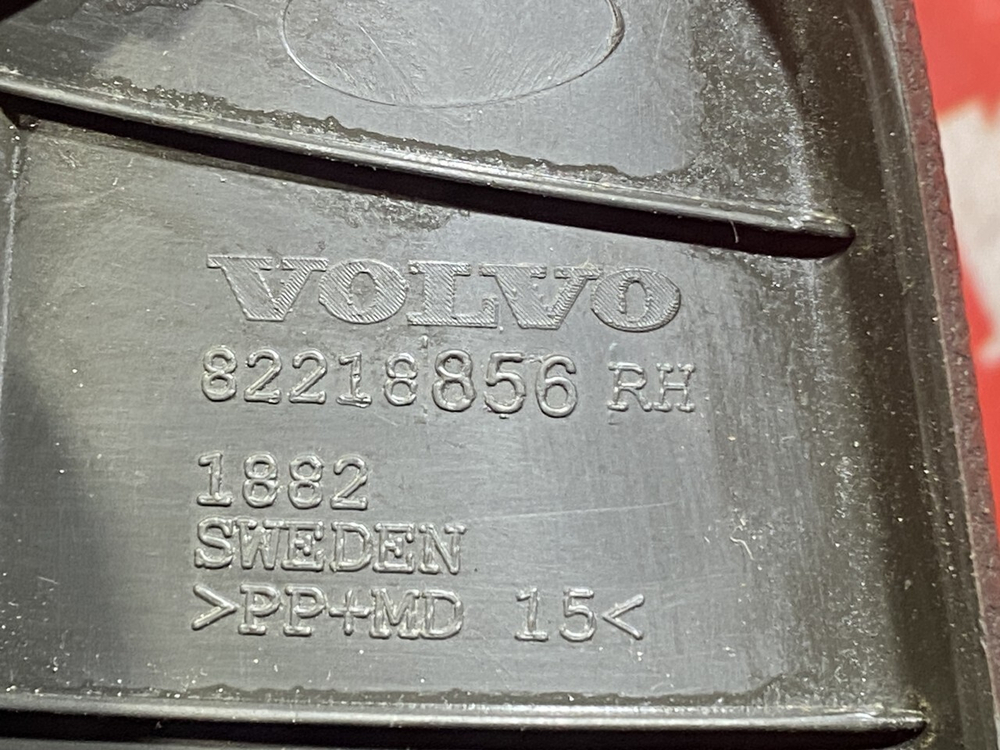 VOLVO
82218856 RH
1882
SWEDEN
>PP+MD 15<